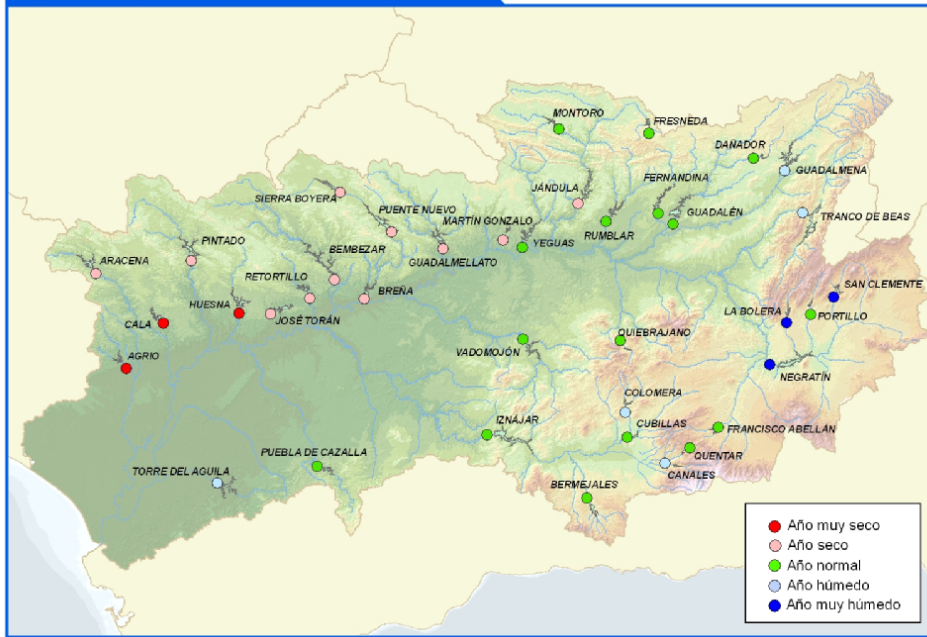 MONTORO
FRESNEDA
DAÑADOR
GUADALMENA
FERNANDINA
JÁNDULA
SIERRA BOYERA
PUENTE NUEVO
MARTÍN GONZALO
GUADALÉN
TRANCO DE BEAS
RUMBLAR
PINTADO
BEMBEZAR
YEGUAS
GUADALMELLATO
ARACENA
RETORTILLO
BREÑA
SAN CLEMENTE
HUESNA
LA BOLERA
PORTILLO
CALA
JOSÉ TORÁN
QUIEBRAJANO
AGRIO
VADOMOJÓN
NEGRATÍN
COLOMERA
IZNAJAR
CUBILLAS
FRANCISCO ABELLÁN
PUEBLA DE CAZALLA
QUENTAR
TORRE DEL AGUILA
CANALES
BERMEJALES
Año muy seco
Año seco
Año normal
Año húmedo
Año muy húmedo